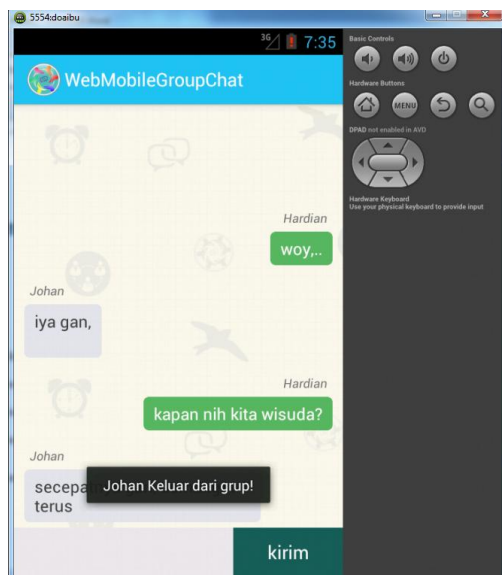 5554:doaibu
3G 7:35
WebMobileGroupChat
Hardian
woy,..
Johan
iya gan,
Hardian
kapan nih kita wisuda?
Johan
terus
Johan Keluar dari grup!
kirim
Basic Controls
Hardware Buttons
MENU
DPAD not enabled in AVD
Hardware Keyboard
Use your physical keyboard to provide input